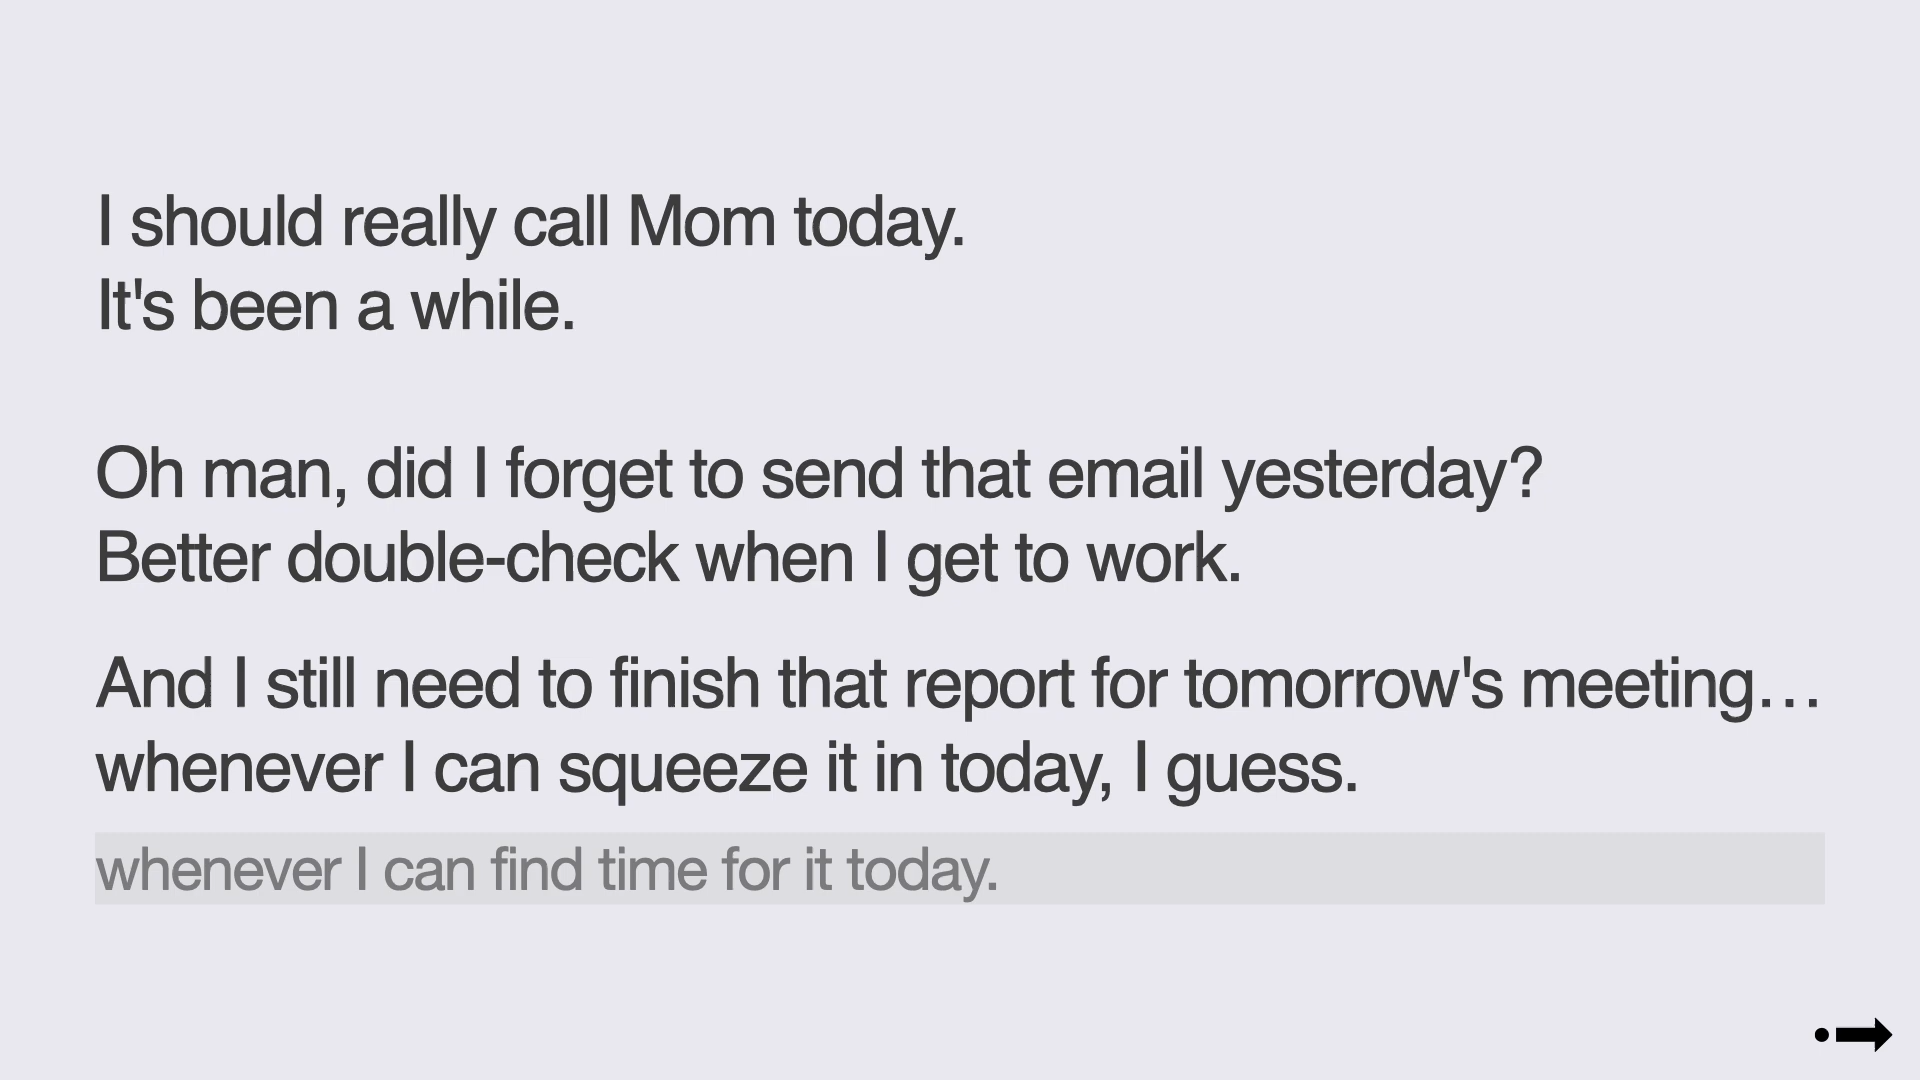 I should really call Mom today.
It's been a while.
Oh man, did I forget to send that email yesterday?
Better double-check when I get to work.
And I still need to finish that report for tomorrow's meeting…
whenever I can squeeze it in today, I guess.
whenever I can find time for it today.